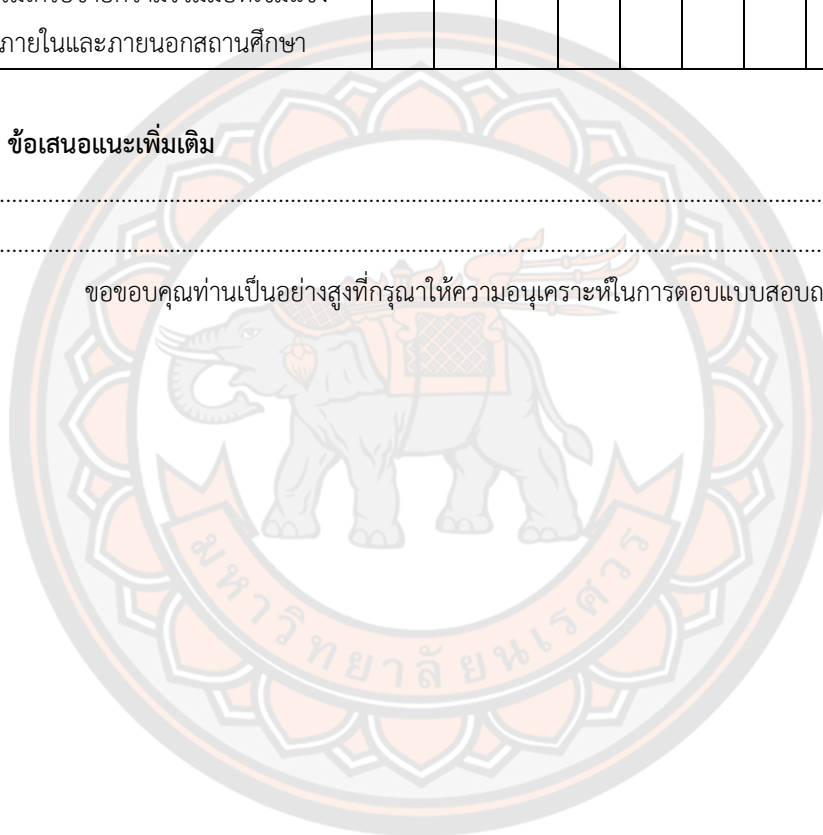 ภายในและภายนอกสถานศึกษา
ข้อเสนอแนะเพิ่มเติม
ขอขอบคุณท่านเป็นอย่างสูงที่กรุณาให้ความอนุเคราะห์ในการตอบแบบสอบถ
มหาวิทยาลัยนเรศวร